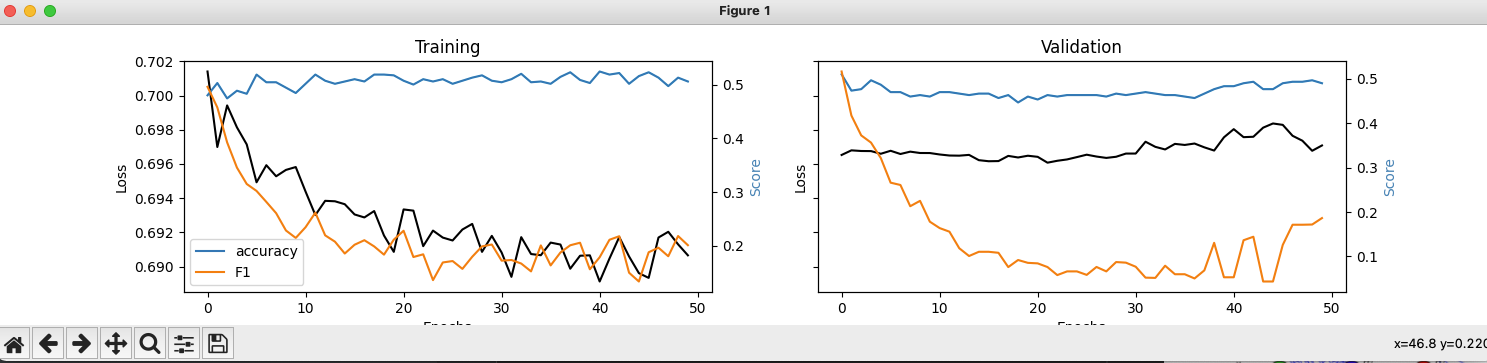 Figure 1
Training
Validation
0.702
0.700
0.698
0.696
0.694
0.692
0.690
Loss
accuracy
F1
0.5
0.4
0.3
0.2
Score
0 10 20 30 40 50
Epochs
Loss
0.5
0.4
0.3
0.2
0.1
Score
0 10 20 30 40 50
Epochs
x=46.8 y=0.220